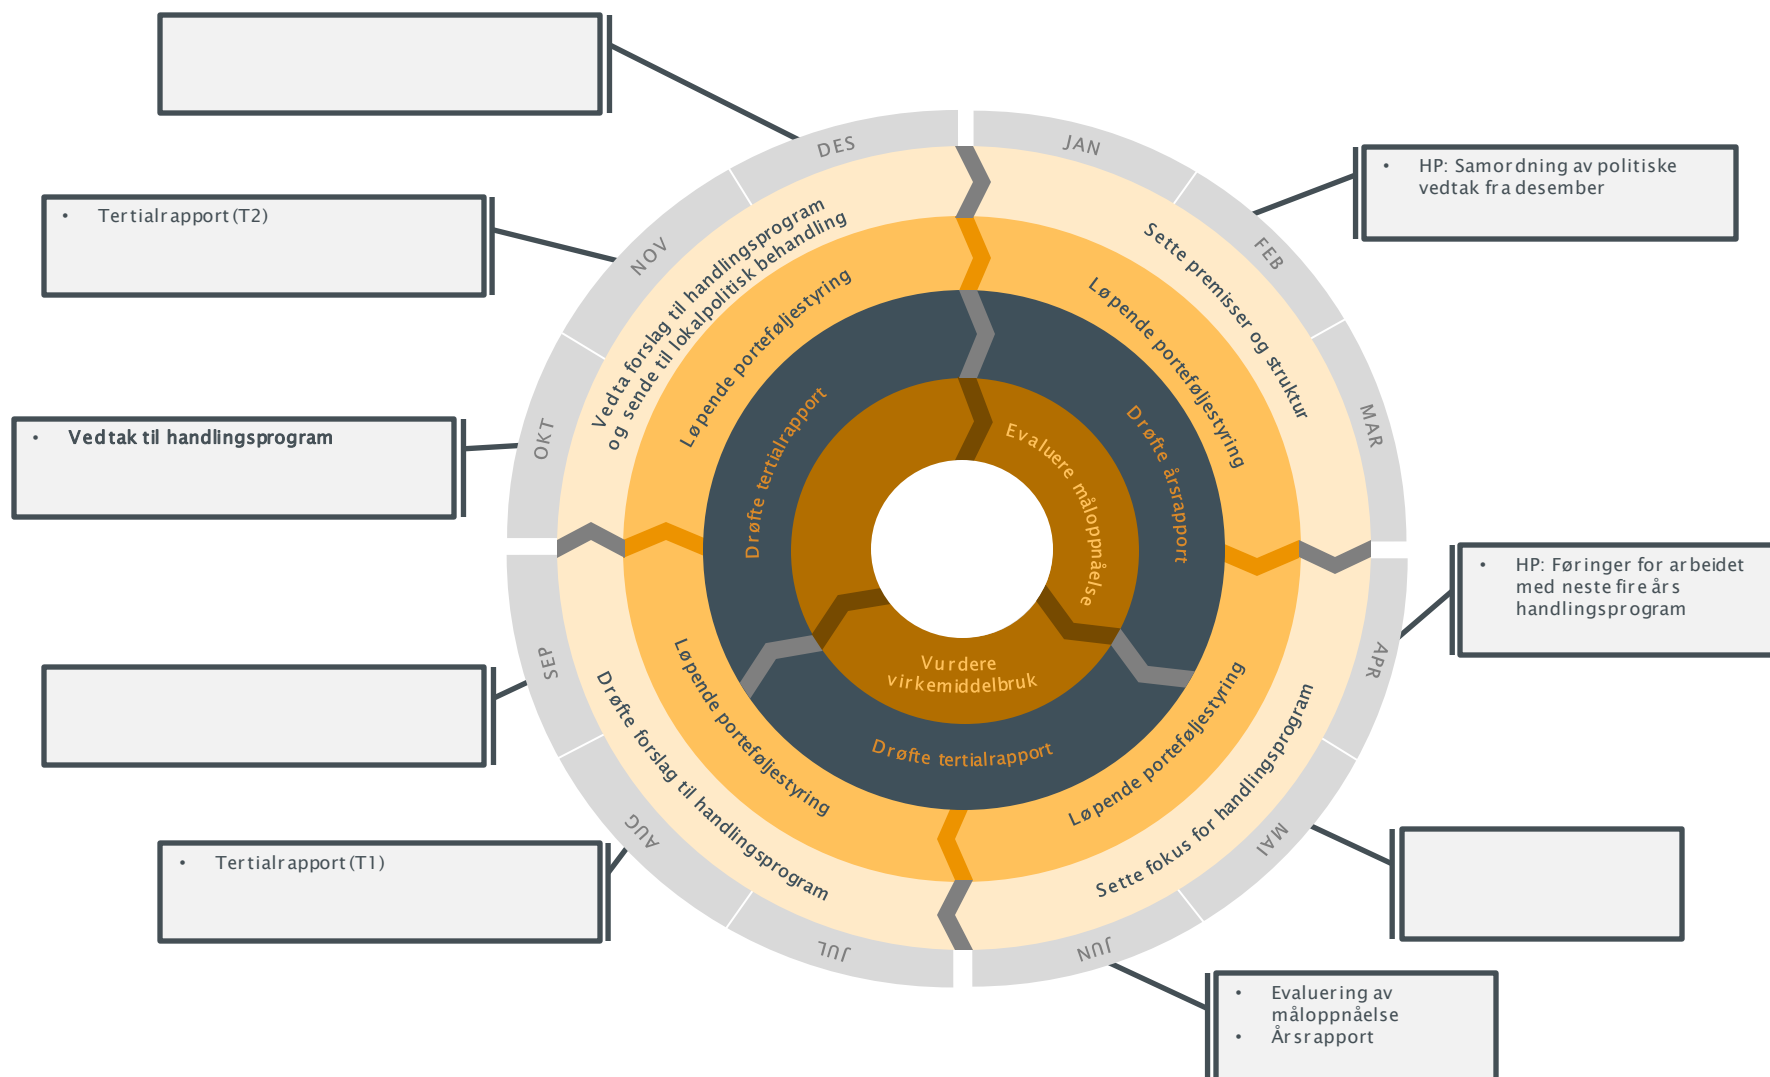 DES
JAN
• HP: Samordning av politiske
vedtak fra desember
• Tertialrapport (T2)
NOV
FEB
Vedta forslag til handlingsprogram
og sende til lokalpolitisk behandling
Sette premisser og struktur
Løpende porteføljestyring
Løpende porteføljestyring
OKT
MAR
• Vedtak til handlingsprogram
Drøfte tertialrapport
Evaluere måloppnåelse
Drøfte årsrapport
• HP: Føringer for arbeidet
med neste fire års
handlingsprogram
SEP
APR
Vurdere
virkemiddelbruk
Drøfte forslag til handlingsprogram
Løpende porteføljestyring
Drøfte tertialrapport
Løpende porteføljestyring
Sette fokus for handlingsprogram
AUG
MAI
• Tertialrapport (T1)
JUL
JUN
• Evaluering av
måloppnåelse
• Årsrapport